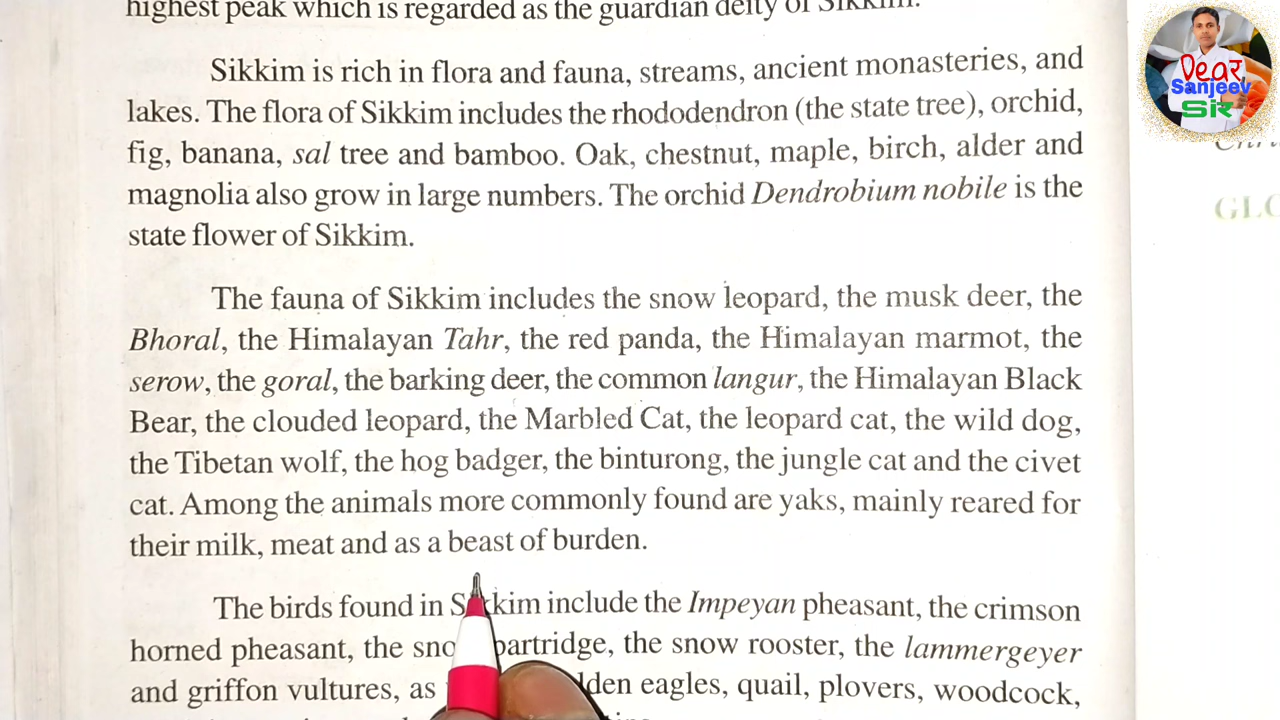 highest peak which is regarded as the guardian deity of Sikkim.
Sikkim is rich in flora and fauna, streams, ancient monasteries, and
lakes. The flora of Sikkim includes the rhododendron (the state tree), orchid,
fig, banana, sal tree and bamboo. Oak, chestnut, maple, birch, alder and
magnolia also grow in large numbers. The orchid Dendrobium nobile is the
state flower of Sikkim.
The fauna of Sikkim includes the snow leopard, the musk deer, the
Bhoral, the Himalayan Tahr, the red panda, the Himalayan marmot, the
serow, the goral, the barking deer, the common langur, the Himalayan Black
Bear, the clouded leopard, the Marbled Cat, the leopard cat, the wild dog,
the Tibetan wolf, the hog badger, the binturong, the jungle cat and the civet
cat. Among the animals more commonly found are yaks, mainly reared for
their milk, meat and as a beast of burden.
The birds found in Sikkim include the Impeyan pheasant, the crimson
horned pheasant, the sno partridge, the snow rooster, the lammergeyer
and griffon vultures, as den eagles, quail, plovers, woodcock,
Dearर
Sanjeev
SiR
GLO